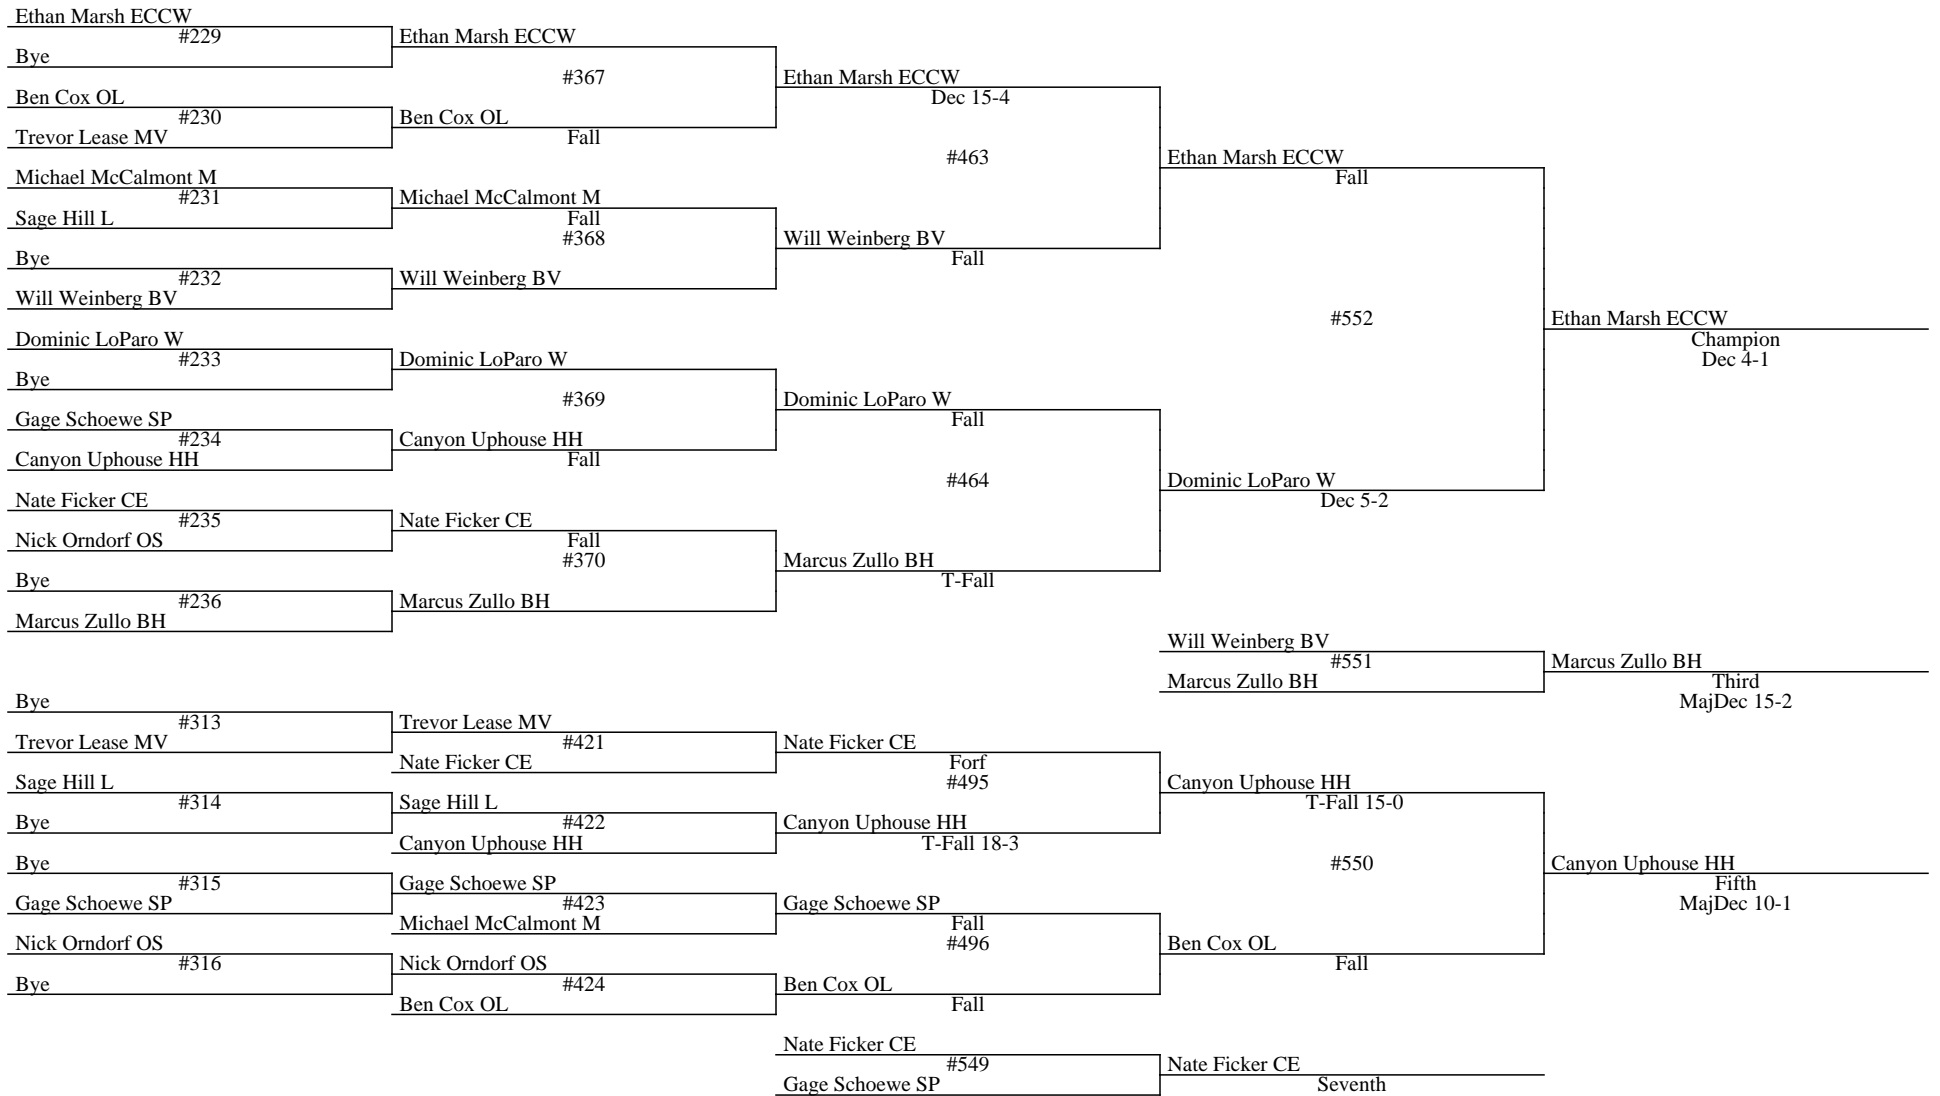 Ethan Marsh ECCW
#229
Bye
Ethan Marsh ECCW
#367
Ben Cox OL
#230
Trevor Lease MV
Ben Cox OL
Fall
Ethan Marsh ECCW
Dec 15-4
#463
Michael McCalmont M
#231
Sage Hill L
Michael McCalmont M
Fall
#368
Bye
#232
Will Weinberg BV
Will Weinberg BV
Will Weinberg BV
Fall
Ethan Marsh ECCW
Fall
#552
Dominic LoParo W
#233
Bye
Dominic LoParo W
#369
Gage Schoewe SP
#234
Canyon Uphouse HH
Canyon Uphouse HH
Fall
Dominic LoParo W
Fall
#464
Nate Ficker CE
#235
Nick Orndorf OS
Nate Ficker CE
Fall
#370
Bye
#236
Marcus Zullo BH
Marcus Zullo BH
Marcus Zullo BH
T-Fall
Dominic LoParo W
Dec 5-2
Ethan Marsh ECCW
Champion
Dec 4-1
Will Weinberg BV
#551
Marcus Zullo BH
Marcus Zullo BH
Third
MajDec 15-2
Bye
#313
Trevor Lease MV
Trevor Lease MV
#421
Nate Ficker CE
Nate Ficker CE
Forf
#495
Sage Hill L
#314
Bye
Sage Hill L
#422
Canyon Uphouse HH
Canyon Uphouse HH
T-Fall 18-3
Canyon Uphouse HH
T-Fall 15-0
#550
Bye
#315
Gage Schoewe SP
Gage Schoewe SP
#423
Michael McCalmont M
Gage Schoewe SP
Fall
#496
Nick Orndorf OS
#316
Bye
Nick Orndorf OS
#424
Ben Cox OL
Ben Cox OL
Fall
Ben Cox OL
Fall
Canyon Uphouse HH
Fifth
MajDec 10-1
Nate Ficker CE
#549
Gage Schoewe SP
Nate Ficker CE
Seventh